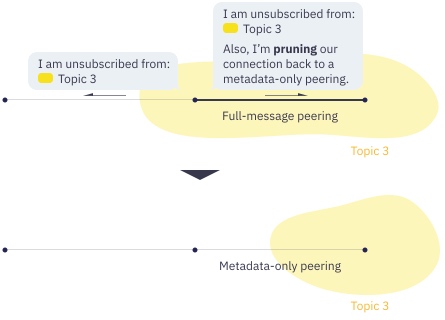 I am unsubscribed from:
Topic 3
Also, I'm pruning our
connection back to a
metadata-only peering.
I am unsubscribed from:
Topic 3
Full-message peering
Topic 3
Metadata-only peering
Topic 3